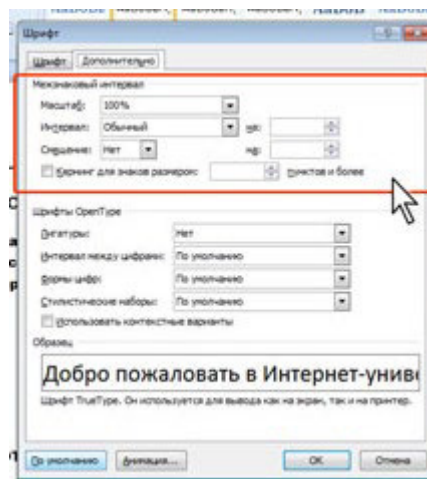 Шрифт
Шрифт Дополнительно
Межзнаковый интервал
Масштаб: 100%
Интервал: Обычный на:
Смещение: Нет на:
Кернинг для знаков размером: пунктов и более
Шрифты OpenType
Лигатуры: Нет
Интервал между цифрами: По умолчанию
Формы цифр: По умолчанию
Стилистические наборы: По умолчанию
Использовать контекстные варианты
Образец
Добро пожаловать в Интернет-униве
Шрифт TrueType. Он используется для вывода как на экран, так и на принтер.
По умолчанию Анимация... ОК Отмена